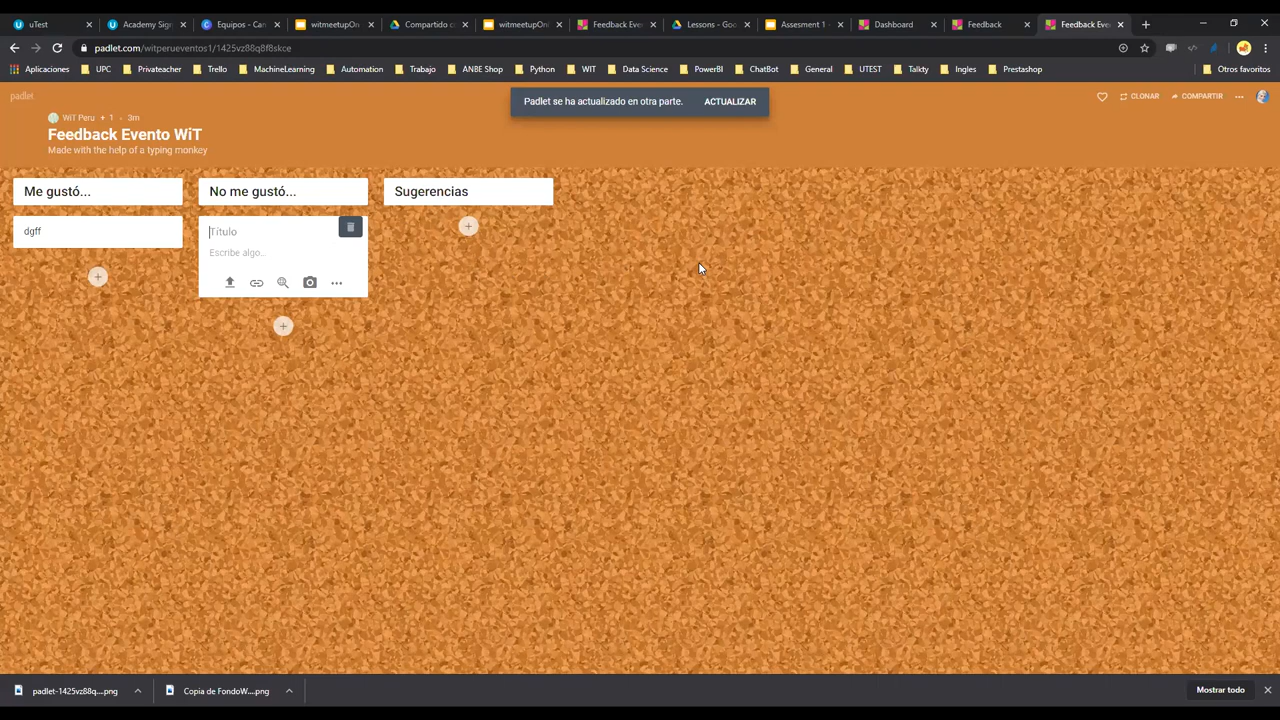 uTest
Academy Sign
Equipos - Can
witmeetupOn
Compartido c
witmeetupOnl
Feedback Eve
Lessons - Goo
Assesment 1
Dashboard
Feedback
Feedback Eve
padlet.com/witperueventos1/1425vz88q8f8skce
Aplicaciones
UPC
Privateacher
Trello
MachineLearning
Automation
Trabajo
ANBE Shop
Python
WIT
Data Science
PowerBI
ChatBot
General
UTEST
Talkty
Ingles
Prestashop
Otros favoritos
padlet
Padlet se ha actualizado en otra parte. ACTUALIZAR
CLONAR
COMPARTIR
WiT Peru + 1 · 3m
Feedback Evento WiT
Made with the help of a typing monkey
Me gustó...
No me gustó...
Sugerencias
dgff
Título
Escribe algo...
padlet-1425vz88q....png
Copia de FondoW....png
Mostrar todo